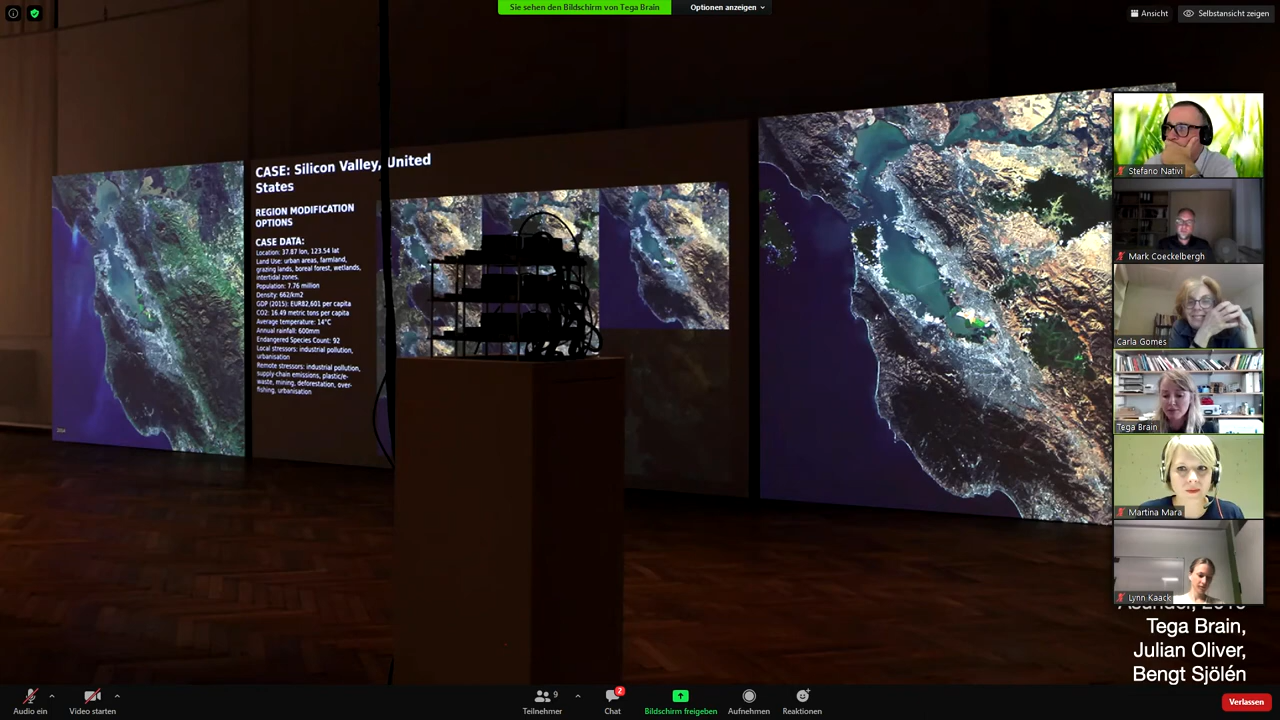 Sie sehen den Bildschirm von Tega Brain
Optionen anzeigen
Ansicht
Selbstansicht zeigen
CASE: Silicon Valley, United
States
REGION MODIFICATION
OPTIONS
CASE DATA:
Location: 37.87 lon, 123.54 lat
Land Use: urban areas, farmland,
grazing lands, boreal forest, wetlands,
intertidal zones.
Population: 7.76 million
Density: 662/km2
GDP (2015): EUR82,601 per capita
CO2: 16.49 metric tons per capita
Average temperature: 14°C
Annual rainfall: 600mm
Endangered Species Count: 92
Local stressors: industrial pollution,
urbanisation
Remote stressors: industrial pollution,
supply-chain emissions, plastic/e-
waste, mining, deforestation, over-
fishing, urbanisation
Stefano Nativi
Mark Coeckelbergh
Carla Gomes
Tega Brain
Martina Mara
Lynn Kaack
Tega Brain,
Julian Oliver,
Bengt Sjölén
Audio ein
Video starten
Teilnehmer
9
Chat
2
Bildschirm freigeben
Aufnehmen
Reaktionen
Verlassen